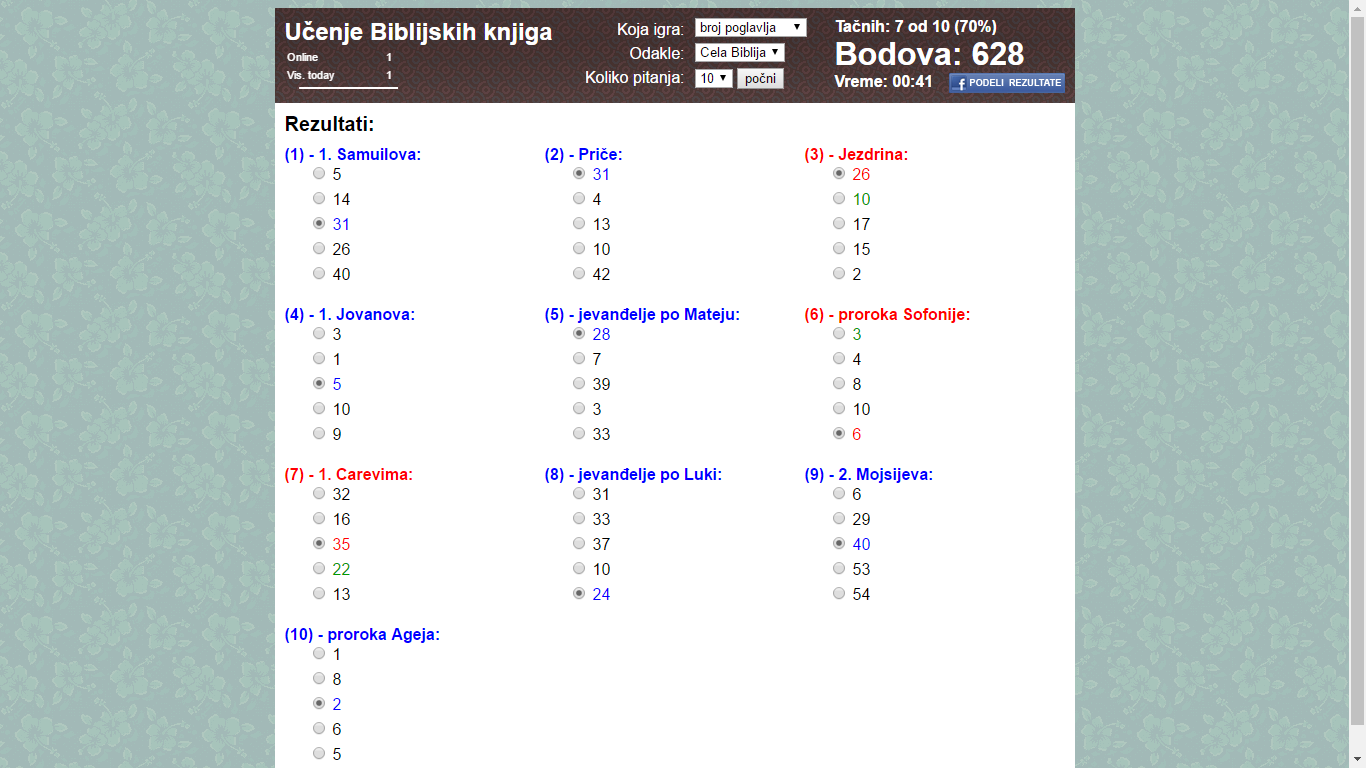 Učenje Biblijskih knjiga
Online 1
Vis. today 1
Koja igra: broj poglavlja
Odakle: Cela Biblija
Koliko pitanja: 10 počni
Tačnih: 7 od 10 (70%)
Bodova: 628
Vreme: 00:41
f PODELI REZULTATE
Rezultati:
(1) - 1. Samuilova:
5
14
31
26
40
(2) - Priče:
31
4
13
10
42
(3) - Jezdrina:
26
10
17
15
2
(4) - 1. Jovanova:
3
1
5
10
9
(5) - jevanđelje po Mateju:
28
7
39
3
33
(6) - proroka Sofonije:
3
4
8
10
6
(7) - 1. Carevima:
32
16
35
22
13
(8) - jevanđelje po Luki:
31
33
37
10
24
(9) - 2. Mojsijeva:
6
29
40
53
54
(10) - proroka Ageja:
1
8
2
6
5